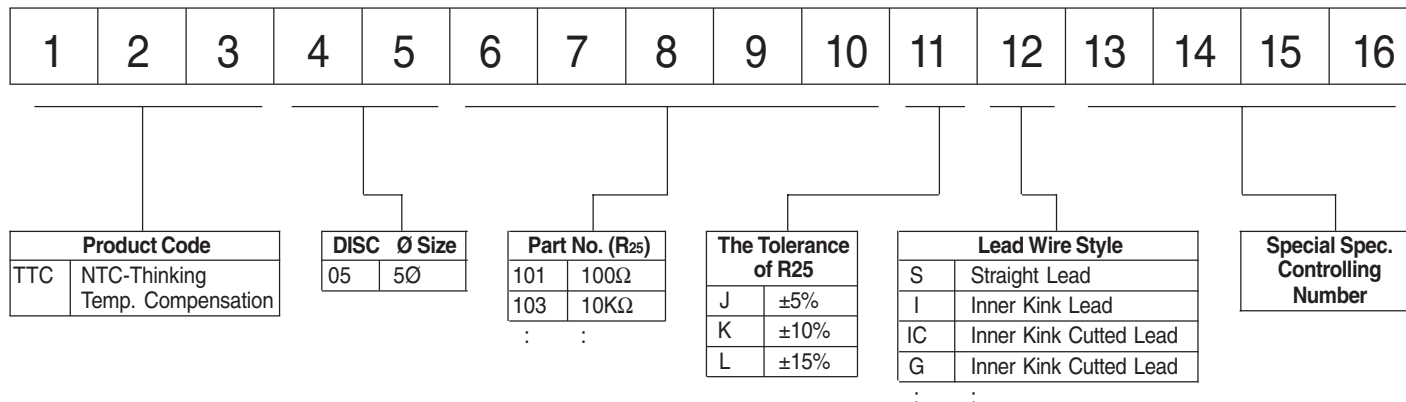 1 2 3 4 5 6 7 8 9 10 11 12 13 14 15 16
Product Code
TTC NTC-Thinking
Temp. Compensation
DISC Ø Size
05 5Ø
Part No. (R25)
101 100Ω
103 10KΩ
: :
The Tolerance
of R25
J ±5%
K ±10%
L ±15%
Lead Wire Style
S Straight Lead
I Inner Kink Lead
IC Inner Kink Cutted Lead
G Inner Kink Cutted Lead
: :
Special Spec.
Controlling
Number